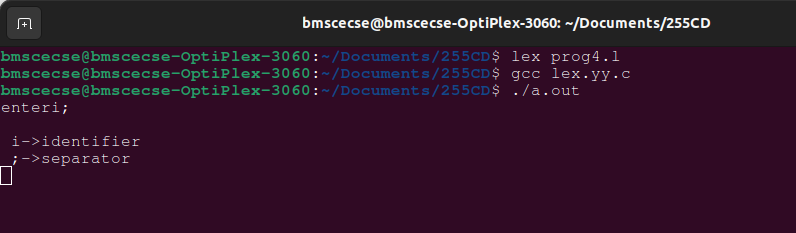 bmscecse@bmscecse-OptiPlex-3060: ~/Documents/255CD
bmscecse@bmscecse-OptiPlex-3060:~/Documents/255CD$ lex prog4.l
bmscecse@bmscecse-OptiPlex-3060:~/Documents/255CD$ gcc lex.yy.c
bmscecse@bmscecse-OptiPlex-3060:~/Documents/255CD$ ./a.out
enteri;
i->identifier
;->separator